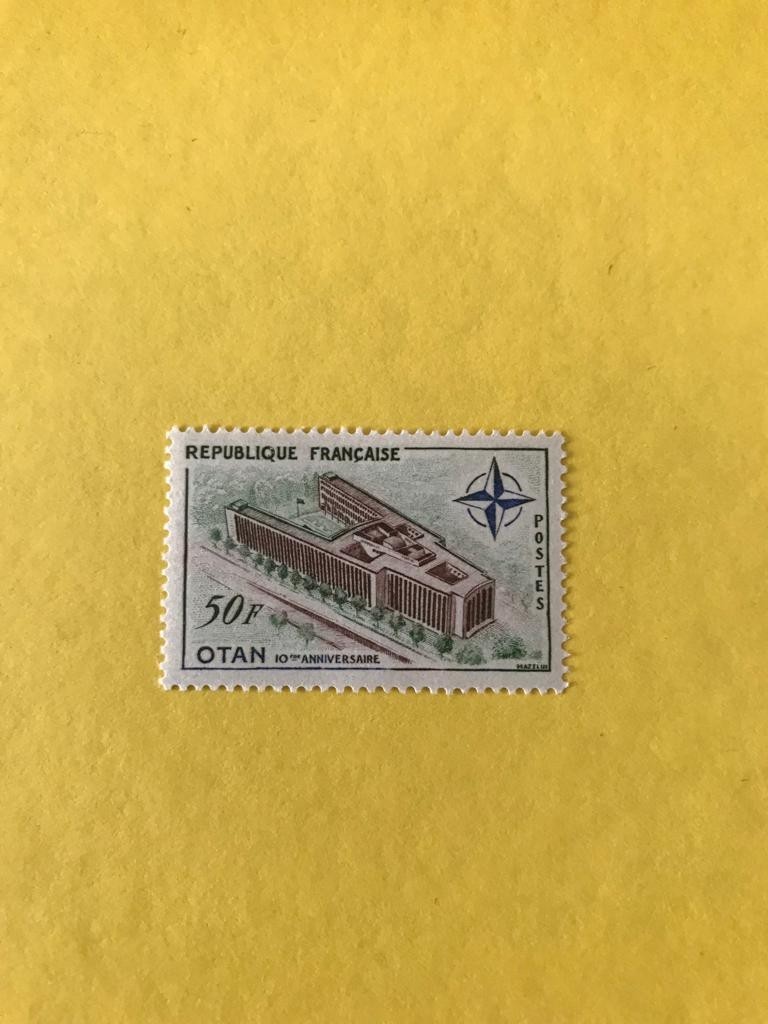 REPUBLIQUE FRANÇAISE
POSTES
50F
OTAN 10ÈME ANNIVERSAIRE
MAZELIN